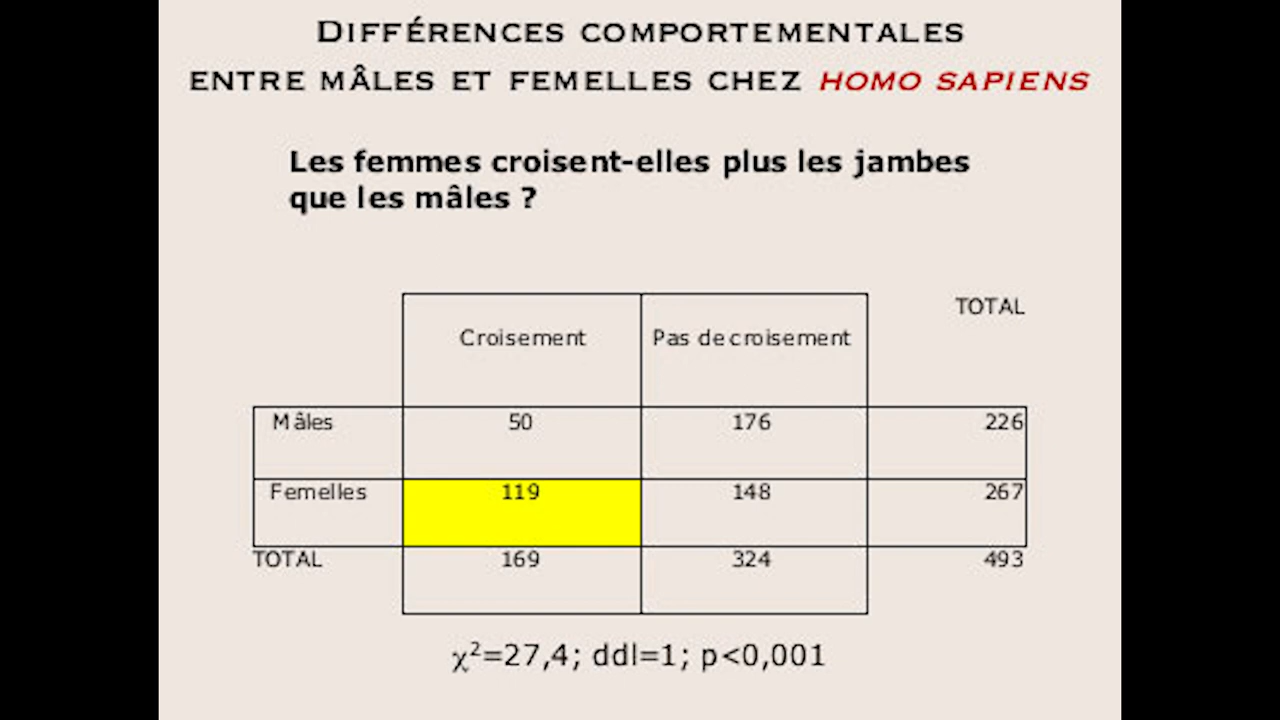 DIFFÉRENCES COMPORTEMENTALES
ENTRE MÂLES ET FEMELLES CHEZ HOMO SAPIENS
Les femmes croisent-elles plus les jambes
que les mâles ?
TOTAL
Croisement Pas de croisement
Mâles 50 176 226
Femelles 119 148 267
TOTAL 169 324 493
χ²=27,4; ddl=1; p<0,001